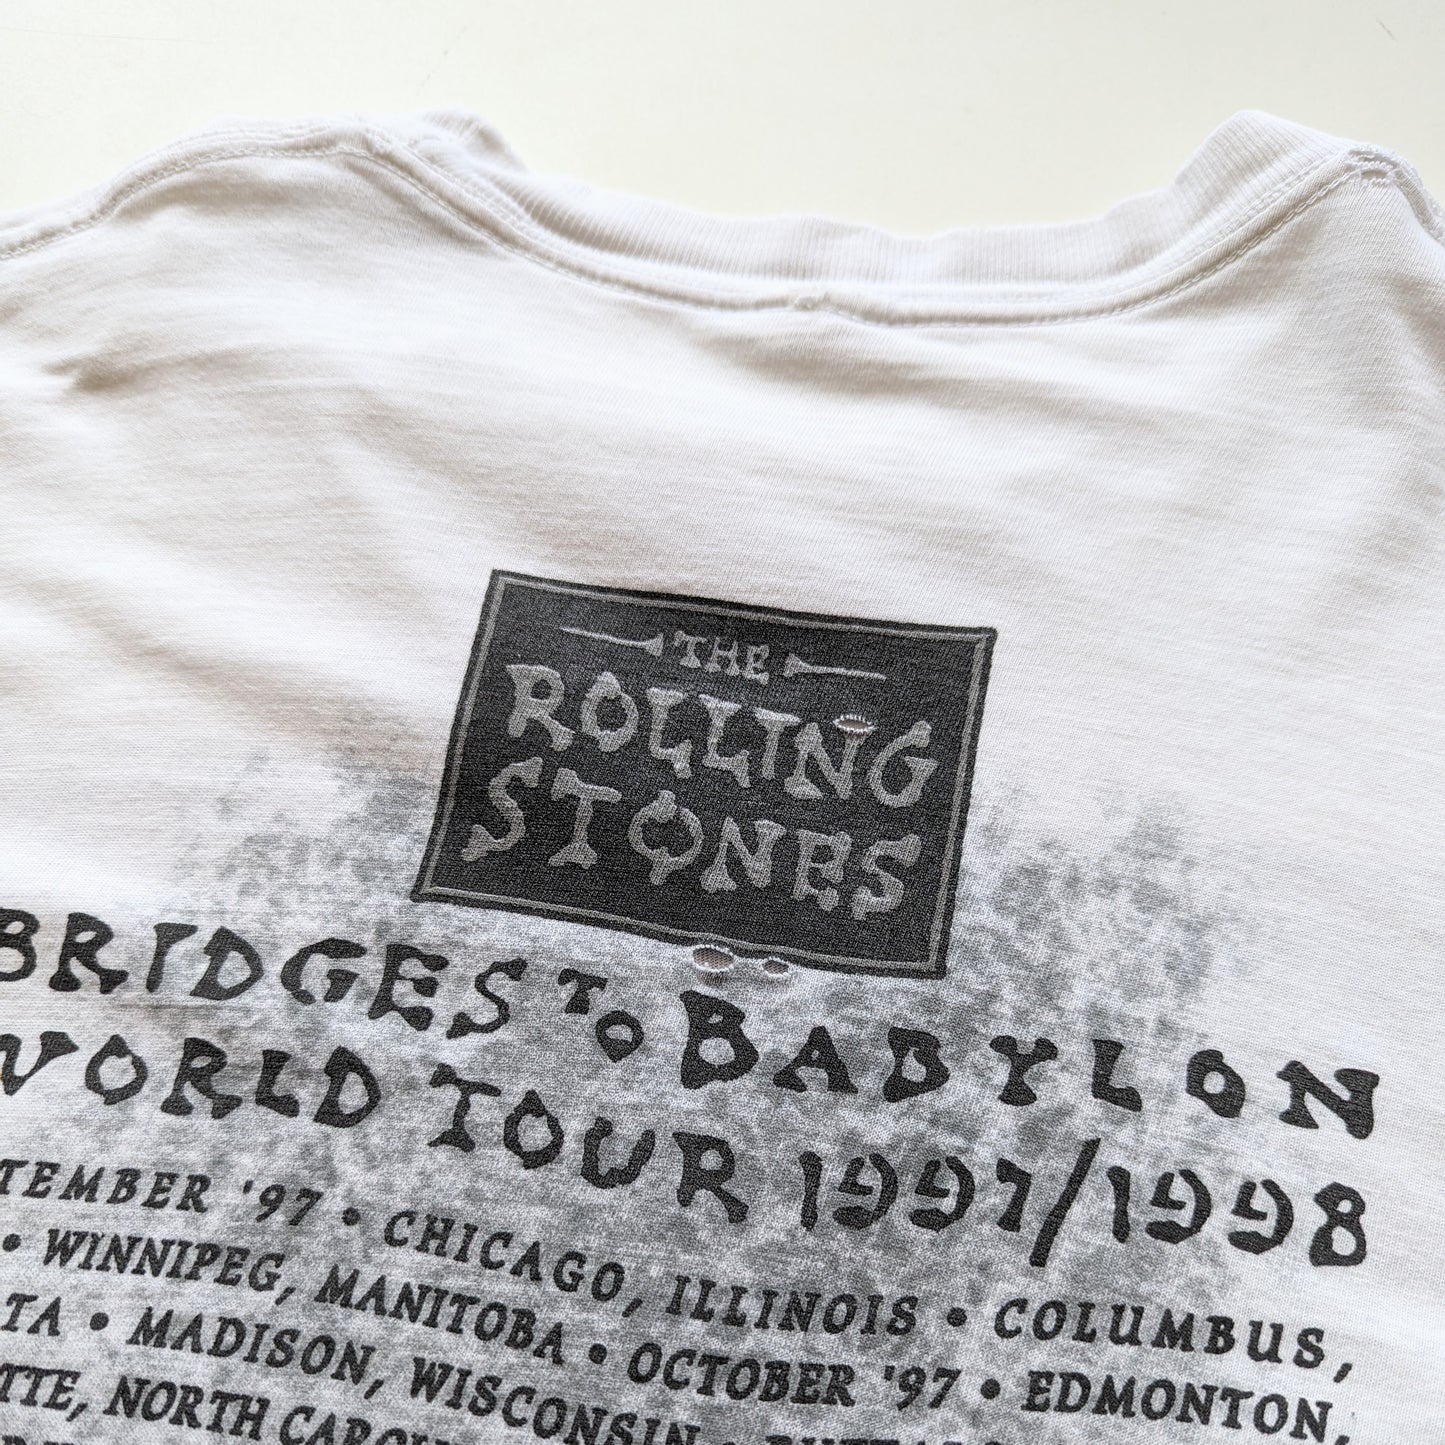 THE
ROLLING
STONES
BRIDGES TO BABYLON
WORLD TOUR 1997/1998
TEMBER '97 • CHICAGO, ILLINOIS • COLUMBUS,
• WINNIPEG, MANITOBA • OCTOBER '97 • EDMONTON,
TA • MADISON, WISCONSIN
TTE, NORTH